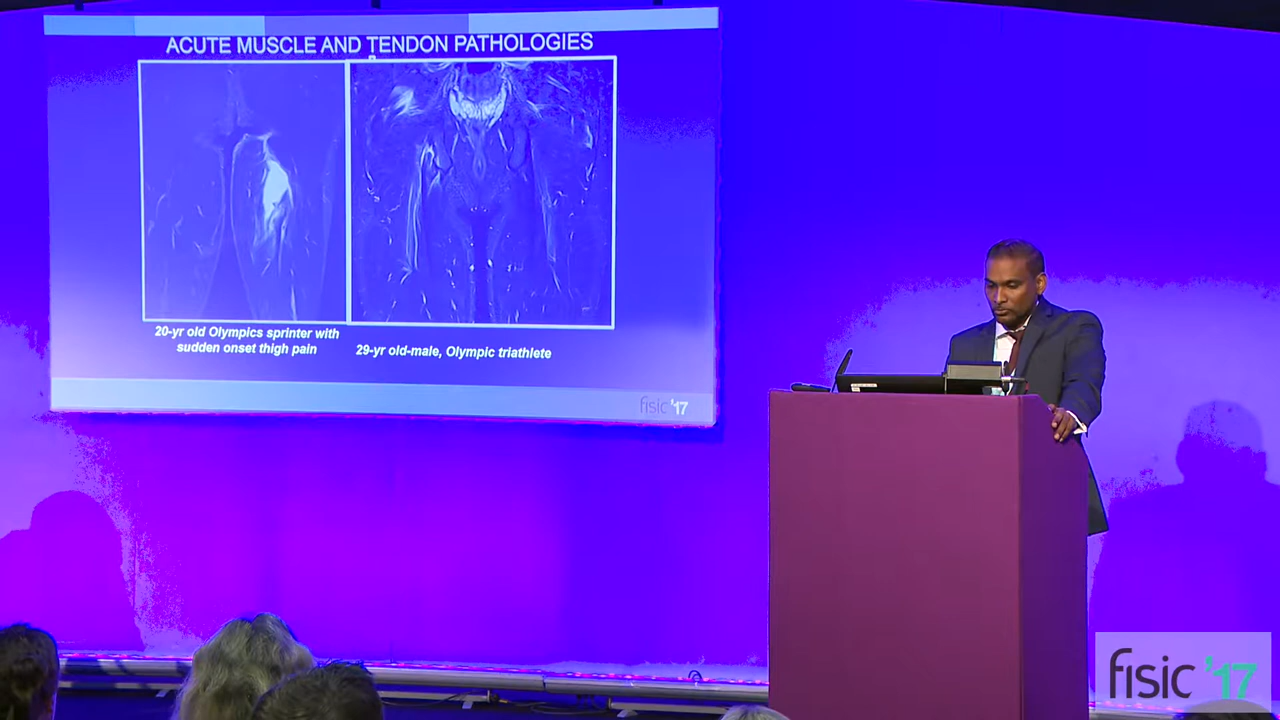 ACUTE MUSCLE AND TENDON PATHOLOGIES
20-yr old Olympics sprinter with
sudden onset thigh pain
29-yr old-male, Olympic triathlete
fisic '17
fisic '17